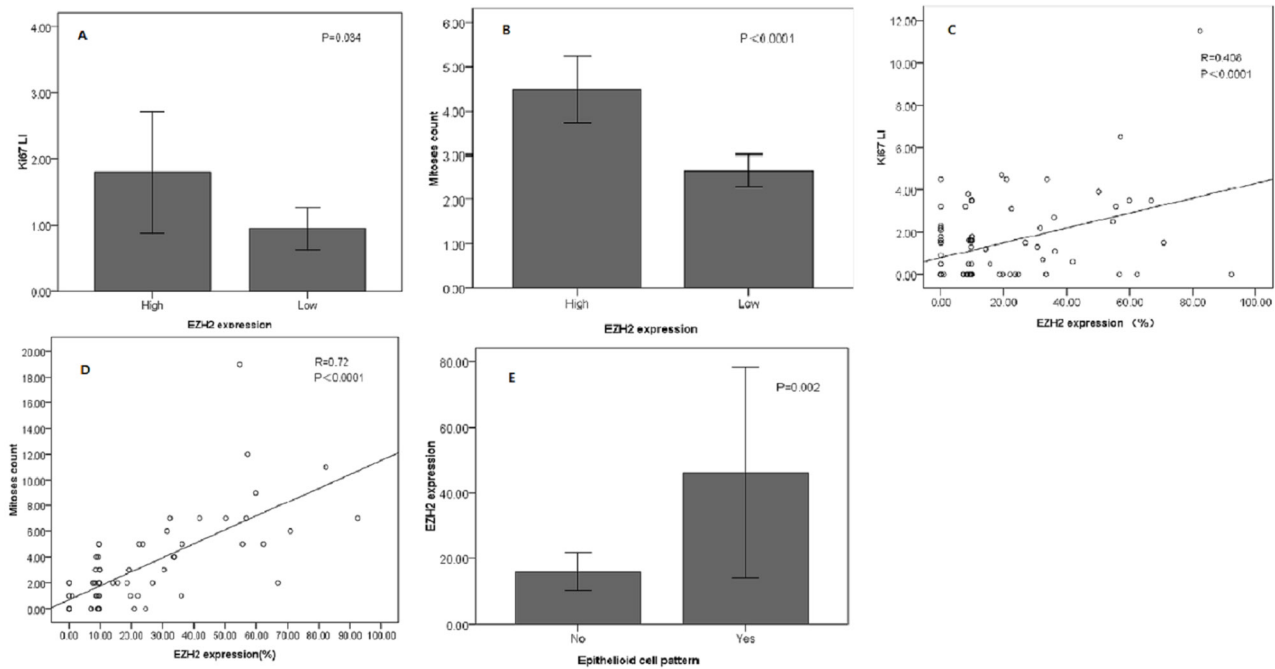 A
P=0.034
4.00
3.00
2.00
1.00
0.00
Ki67 LI
High
Low
EZH2 expression
B
P<0.0001
6.00
5.00
4.00
3.00
2.00
1.00
0.00
Mitoses count
High
Low
EZH2 expression
C
R=0.408
P<0.0001
12.00
10.00
8.00
6.00
4.00
2.00
0.00
Ki67 LI
0.00 20.00 40.00 60.00 80.00 100.00
EZH2 expression (%)
D
R=0.72
P<0.0001
20.00
18.00
16.00
14.00
12.00
10.00
8.00
6.00
4.00
2.00
0.00
Mitoses count
0.00 10.00 20.00 30.00 40.00 50.00 60.00 70.00 80.00 90.00 100.00
EZH2 expression(%)
E
P=0.002
80.00
60.00
40.00
20.00
0.00
EZH2 expression
No
Yes
Epithelioid cell pattern